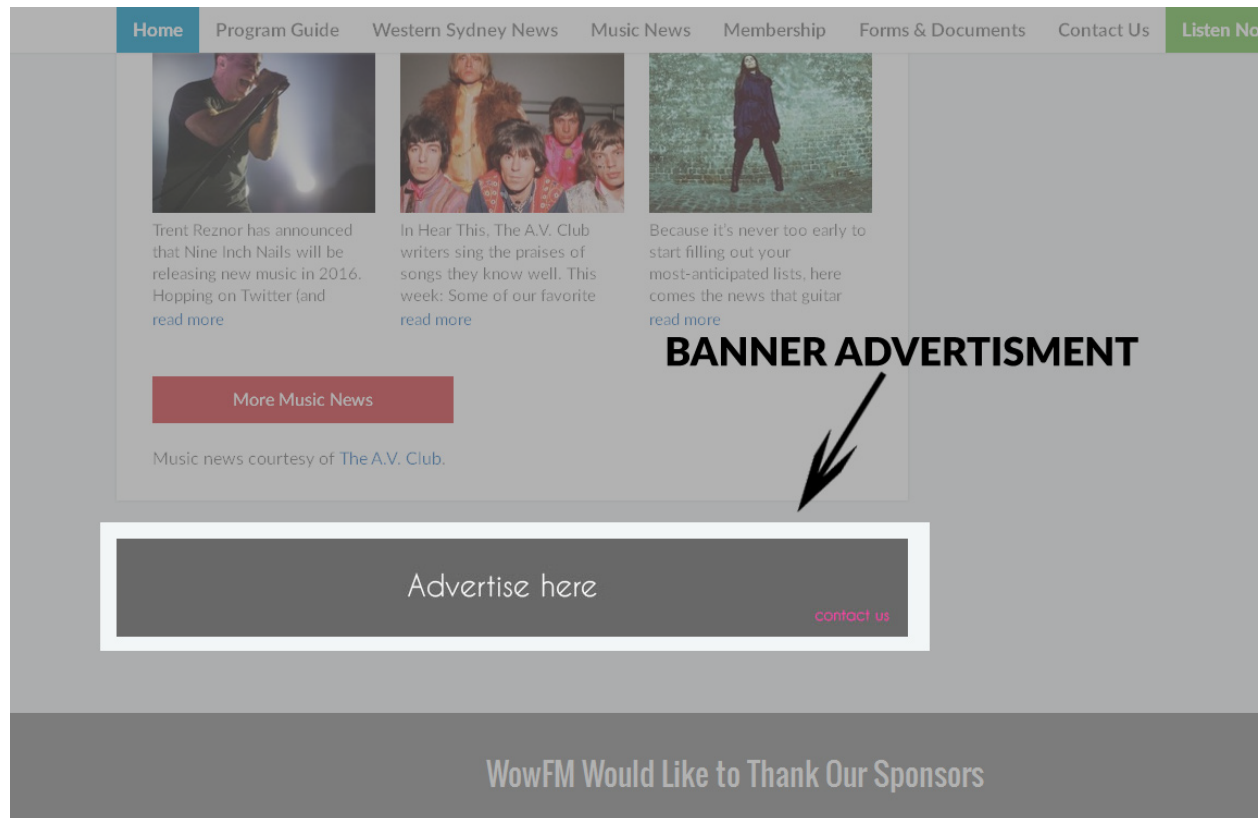 Home Program Guide Western Sydney News Music News Membership Forms & Documents Contact Us Listen No
Trent Reznor has announced
that Nine Inch Nails will be
releasing new music in 2016.
Hopping on Twitter (and
read more
In Hear This, The A.V. Club
writers sing the praises of
songs they know well. This
week: Some of our favorite
read more
Because it's never too early to
start filling out your
most-anticipated lists, here
comes the news that guitar
read more
BANNER ADVERTISMENT
More Music News
Music news courtesy of The A.V. Club.
Advertise here
contact us
WowFM Would Like to Thank Our Sponsors